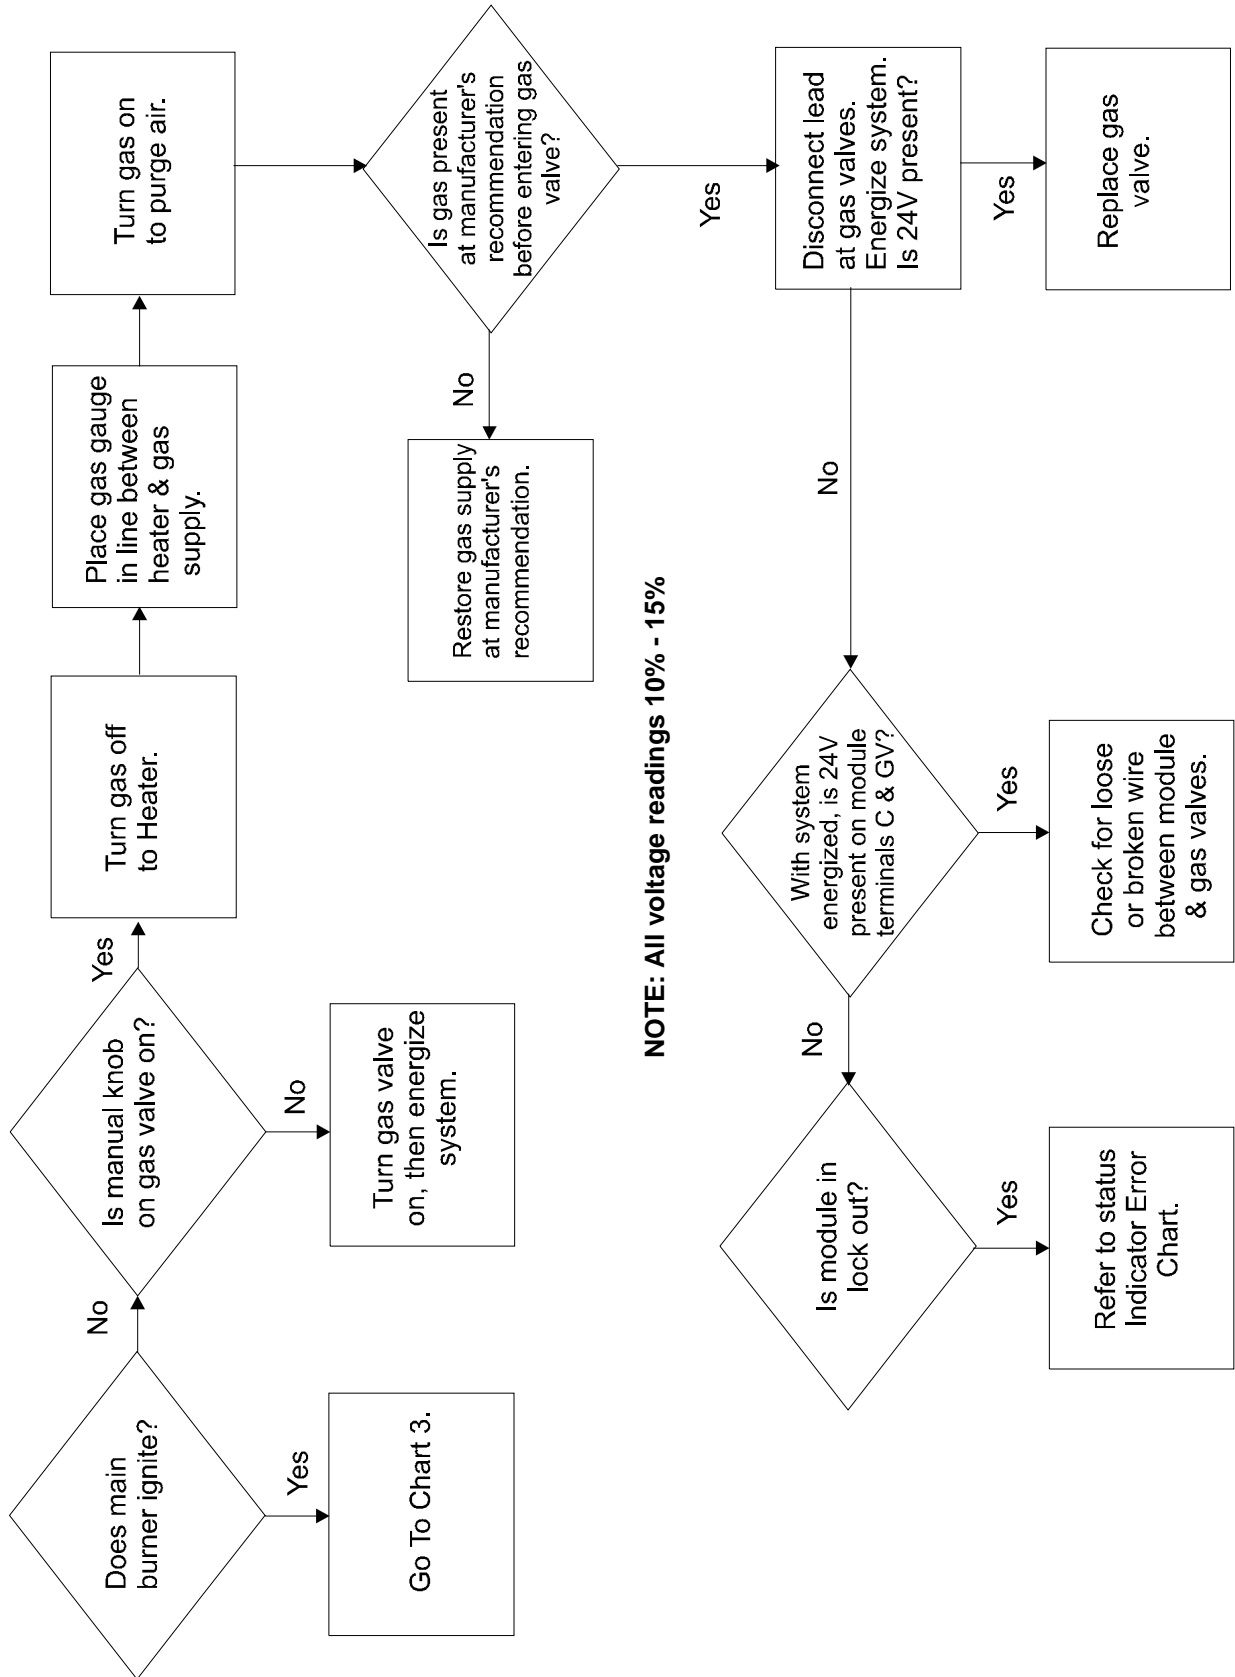 Does main
burner ignite?
No
Yes
Go To Chart 3.
Is manual knob
on gas valve on?
Yes
No
Turn gas valve
on, then energize
system.
Turn gas off
to Heater.
Place gas gauge
in line between
heater & gas
supply.
Turn gas on
to purge air.
Is gas present
at manufacturer's
recommendation
before entering gas
valve?
No
Restore gas supply
at manufacturer's
recommendation.
Yes
NOTE: All voltage readings 10% - 15%
Disconnect lead
at gas valves.
Energize system.
Is 24V present?
Yes
Replace gas
valve.
No
With system
energized, is 24V
present on module
terminals C & GV?
Yes
Check for loose
or broken wire
between module
& gas valves.
No
Is module in
lock out?
Yes
Refer to status
Indicator Error
Chart.